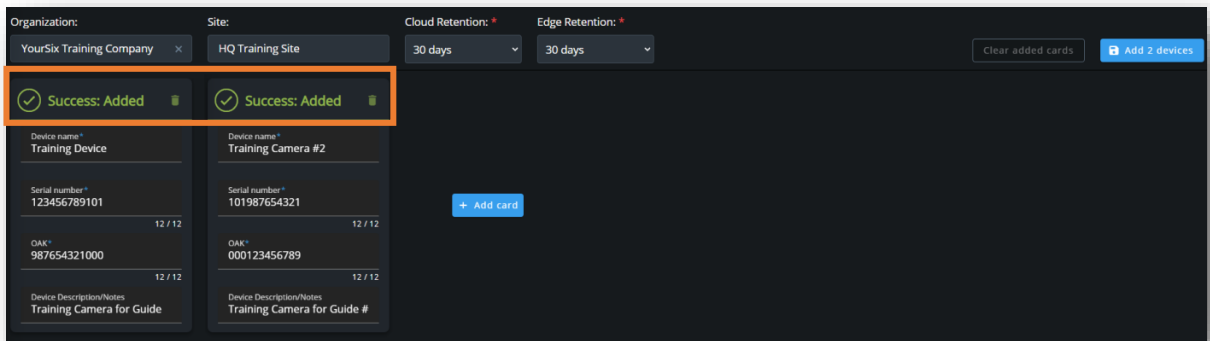 Organization: Site: Cloud Retention: * Edge Retention: *
YourSix Training Company × HQ Training Site 30 days 30 days Clear added cards Add 2 devices
Success: Added Success: Added
Device name* Device name*
Training Device Training Camera #2
Serial number* Serial number*
123456789101 101987654321
+ Add card
12 / 12 12 / 12
OAK* OAK*
987654321000 000123456789
12 / 12 12 / 12
Device Description/Notes Device Description/Notes
Training Camera for Guide Training Camera for Guide #